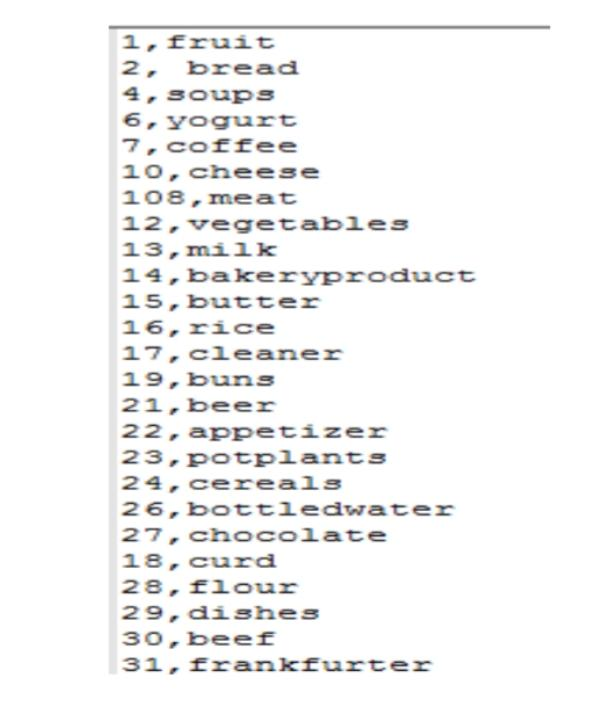 1,fruit
2, bread
4,soups
6,yogurt
7,coffee
10,cheese
108,meat
12,vegetables
13,milk
14,bakeryproduct
15,butter
16,rice
17,cleaner
19,buns
21,beer
22,appetizer
23,potplants
24,cereals
26,bottledwater
27,chocolate
18,curd
28,flour
29,dishes
30,beef
31,frankfurter